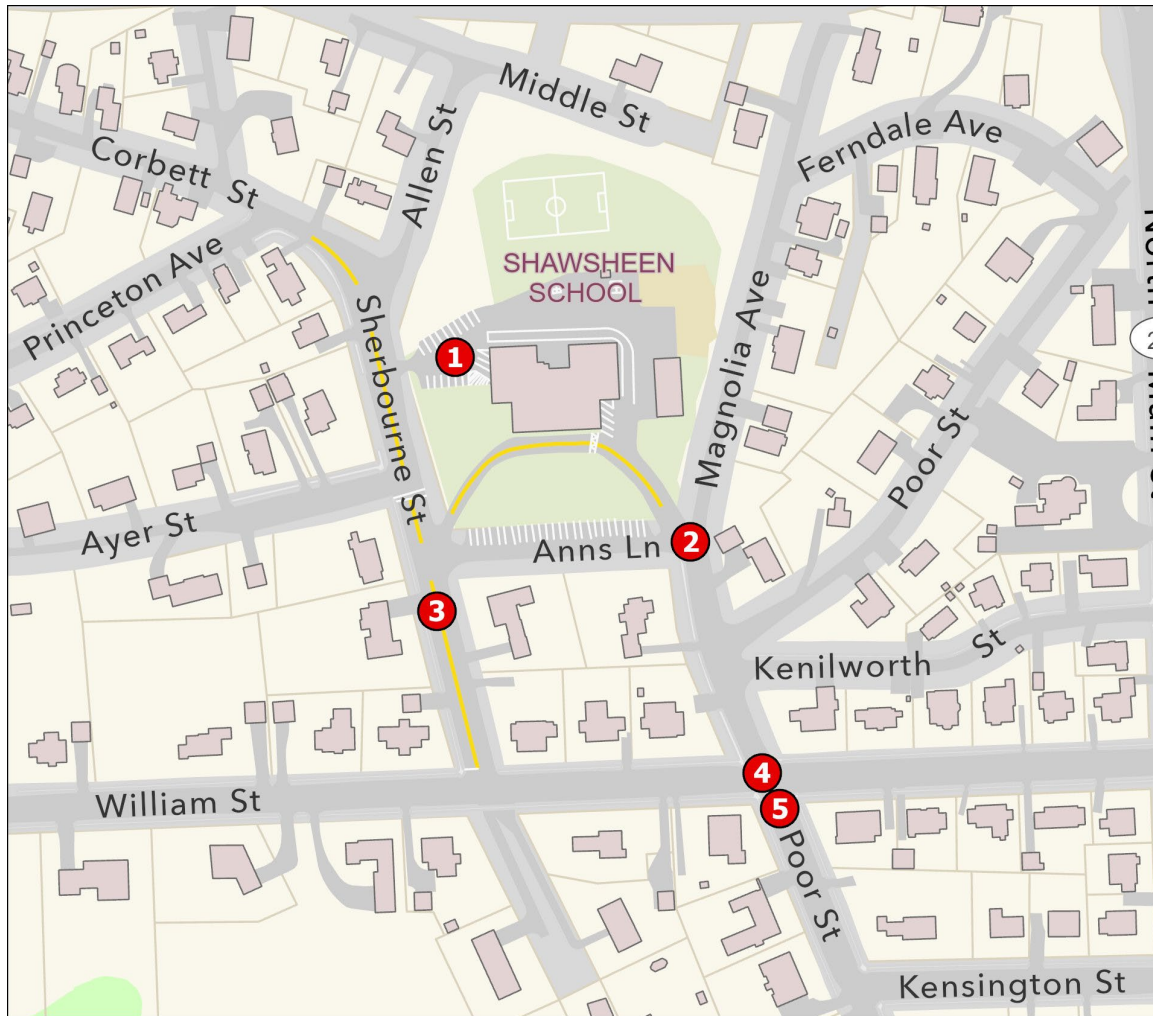 Middle St
Allen St
Corbett St
Ferndale Ave
Princeton Ave
SHAWSHEEN
SCHOOL
Magnolia Ave
Sherbourne St
1
2
Poor St
Ayer St
Anns Ln
2
3
Kenilworth St
4
William St
5
Poor St
Kensington St